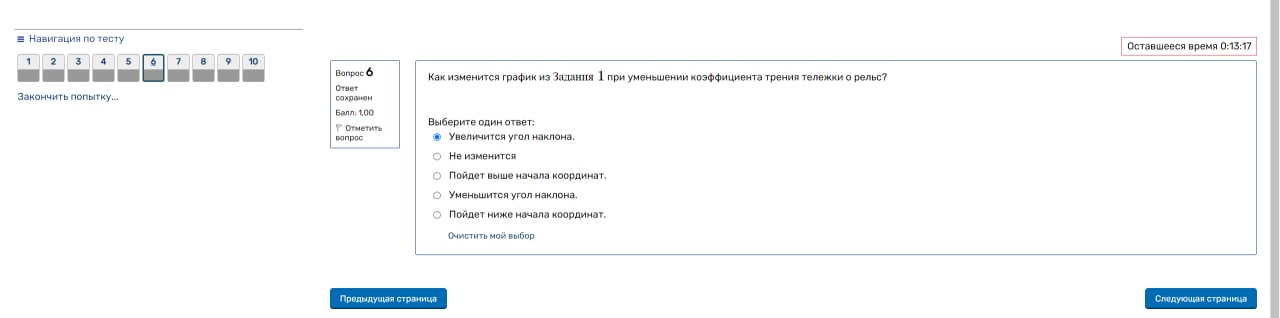 Навигация по тесту
1 2 3 4 5 6 7 8 9 10
Закончить попытку...
Оставшееся время 0:13:17
Вопрос 6
Ответ
сохранен
Балл: 1,00
Отметить
вопрос
Как изменится график из Задания 1 при уменьшении коэффициента трения тележки о рельс?
Выберите один ответ:
Увеличится угол наклона.
Не изменится
Пойдет выше начала координат.
Уменьшится угол наклона.
Пойдет ниже начала координат.
Очистить мой выбор
Предыдущая страница
Следующая страница